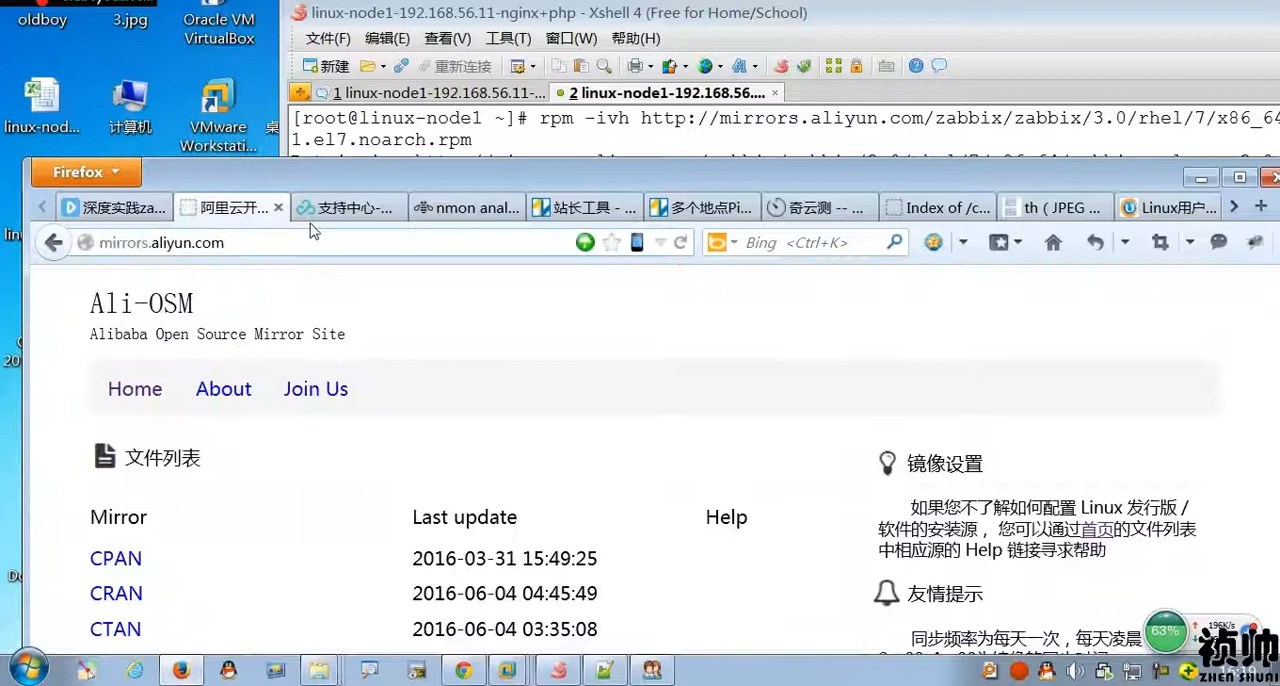 oldboy
3.jpg
Oracle VM
VirtualBox
linux-nod...
计算机
VMware
Workstati...
linux-node1-192.168.56.11-nginx+php - Xshell 4 (Free for Home/School)
文件(F) 编辑(E) 查看(V) 工具(T) 窗口(W) 帮助(H)
新建 重新连接
1 linux-node1-192.168.56.11-... 2 linux-node1-192.168.56....
[root@linux-node1 ~]# rpm -ivh http://mirrors.aliyun.com/zabbix/zabbix/3.0/rhel/7/x86_64
1.el7.noarch.rpm
Firefox
深度实践za... 阿里云开... 支持中心-... nmon anal... 站长工具 - ... 多个地点Pi... 奇云测 -- ... Index of /c... th ( JPEG ... Linux用户...
mirrors.aliyun.com
Bing <Ctrl+K>
Ali-OSM
Alibaba Open Source Mirror Site
Home About Join Us
文件列表
Mirror Last update Help
CPAN 2016-03-31 15:49:25
CRAN 2016-06-04 04:45:49
CTAN 2016-06-04 03:35:08
镜像设置
如果您不了解如何配置 Linux 发行版 /
软件的安装源， 您可以通过首页的文件列表
中相应源的 Help 链接寻求帮助
友情提示
同步频率为每天一次，每天凌晨
63%
196K/s
祯帅
ZHEN SHUAI
16:19